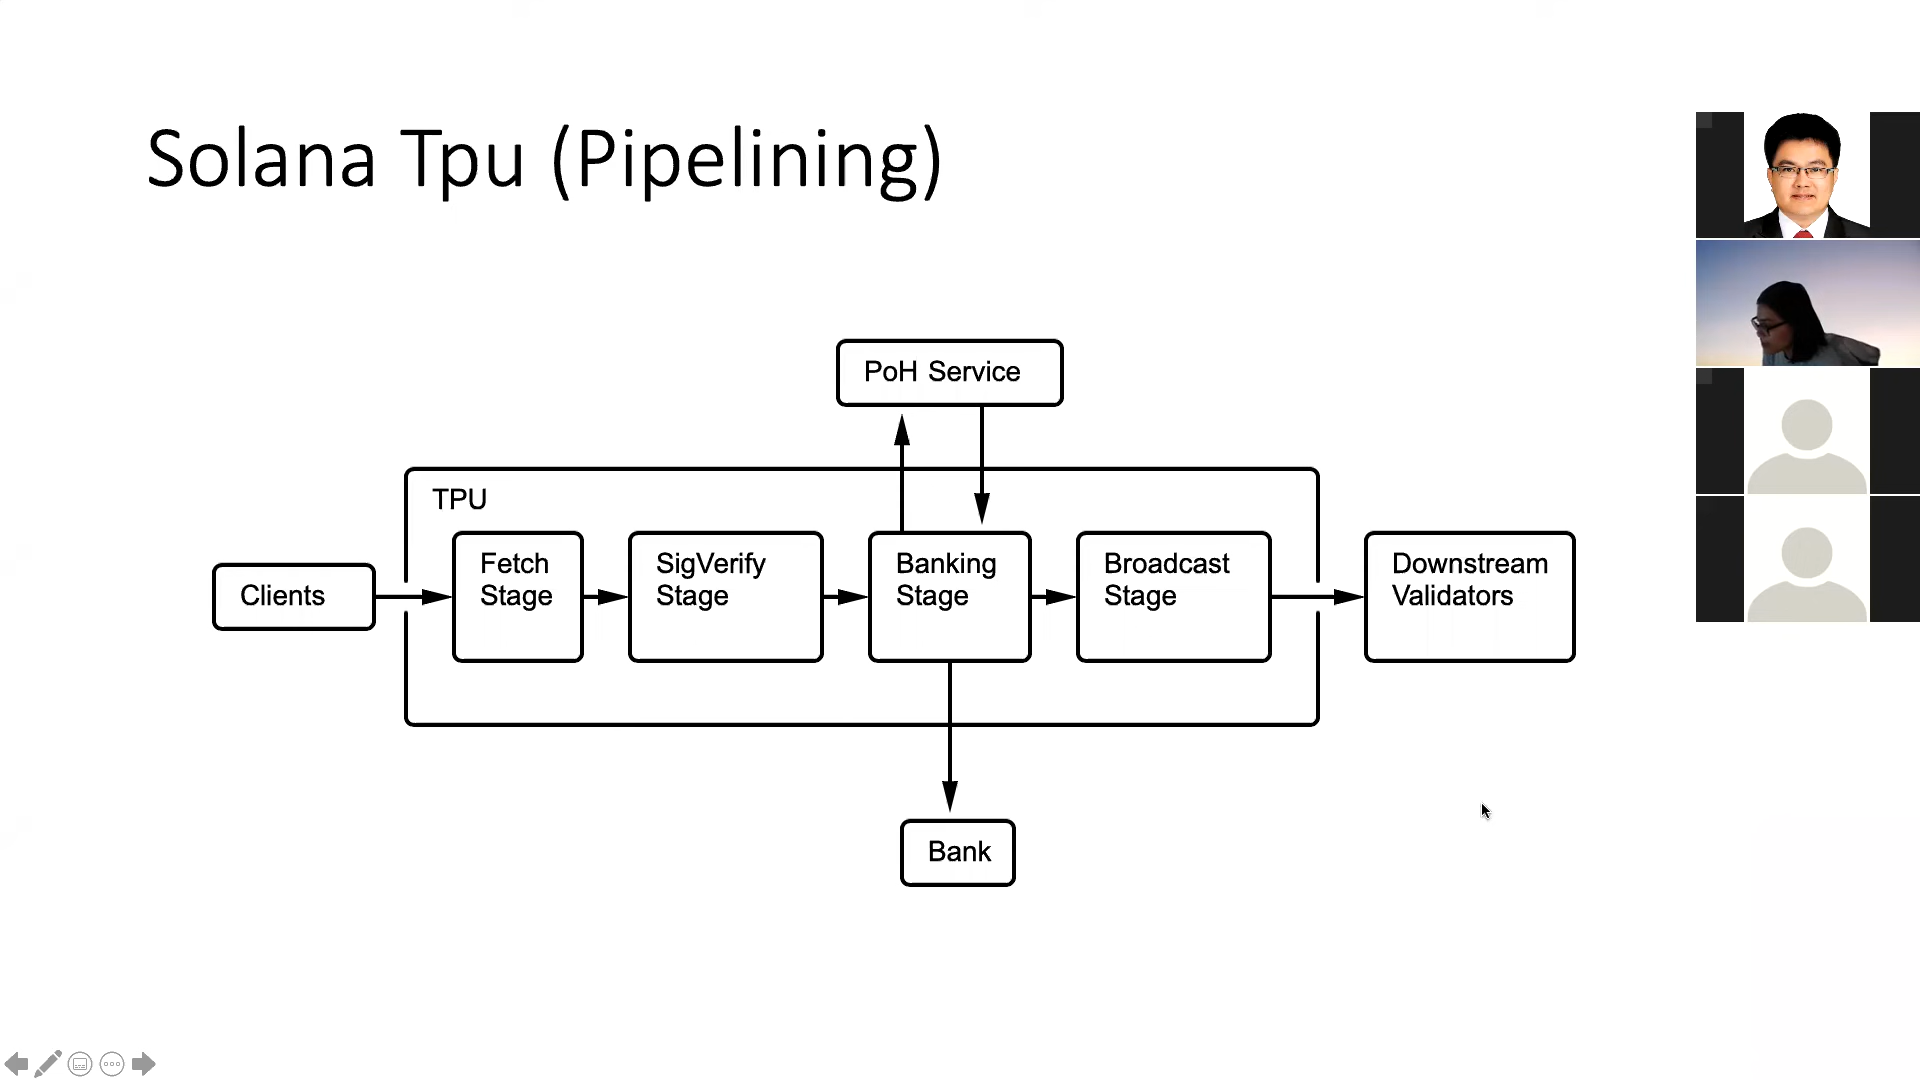 Solana Tpu (Pipelining)
PoH Service
TPU
Clients
Fetch
Stage
SigVerify
Stage
Banking
Stage
Broadcast
Stage
Downstream
Validators
Bank